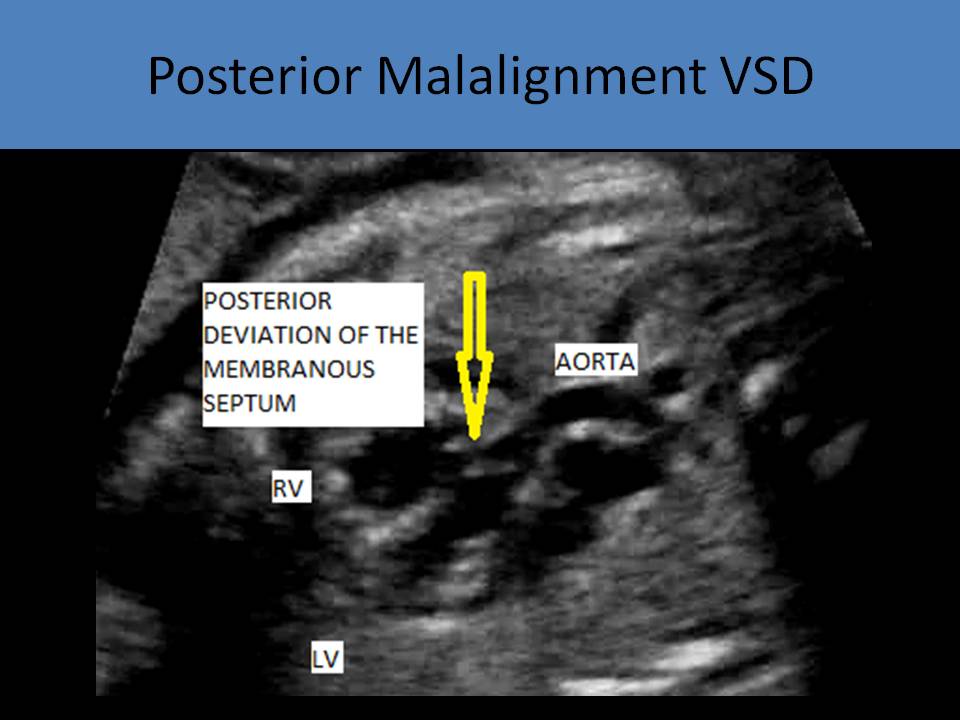 Posterior Malalignment VSD
POSTERIOR
DEVIATION OF THE
MEMBRANOUS
SEPTUM
AORTA
RV
LV